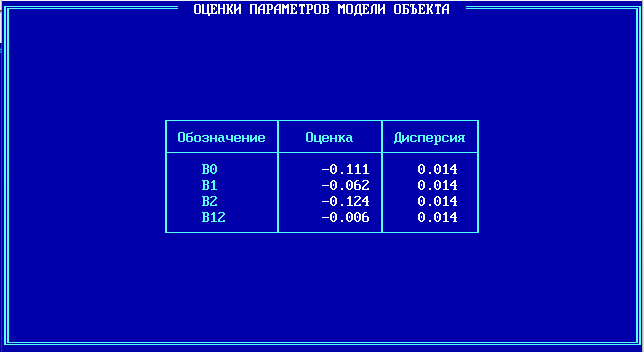 ОЦЕНКИ ПАРАМЕТРОВ МОДЕЛИ ОБЪЕКТА
Обозначение Оценка Дисперсия
B0 -0.111 0.014
B1 -0.062 0.014
B2 -0.124 0.014
B12 -0.006 0.014